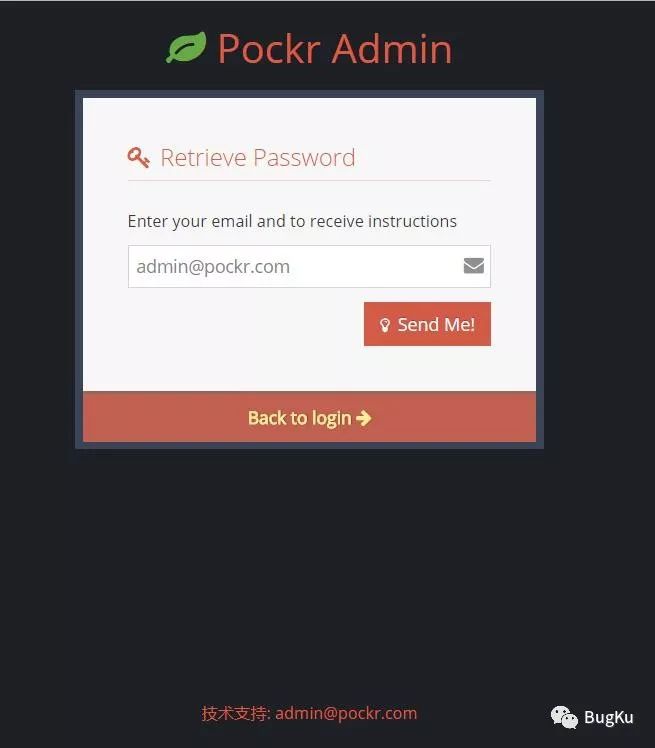 Pockr Admin
Retrieve Password
Enter your email and to receive instructions
admin@pockr.com
Send Me!
Back to login
技术支持: admin@pockr.com
BugKu